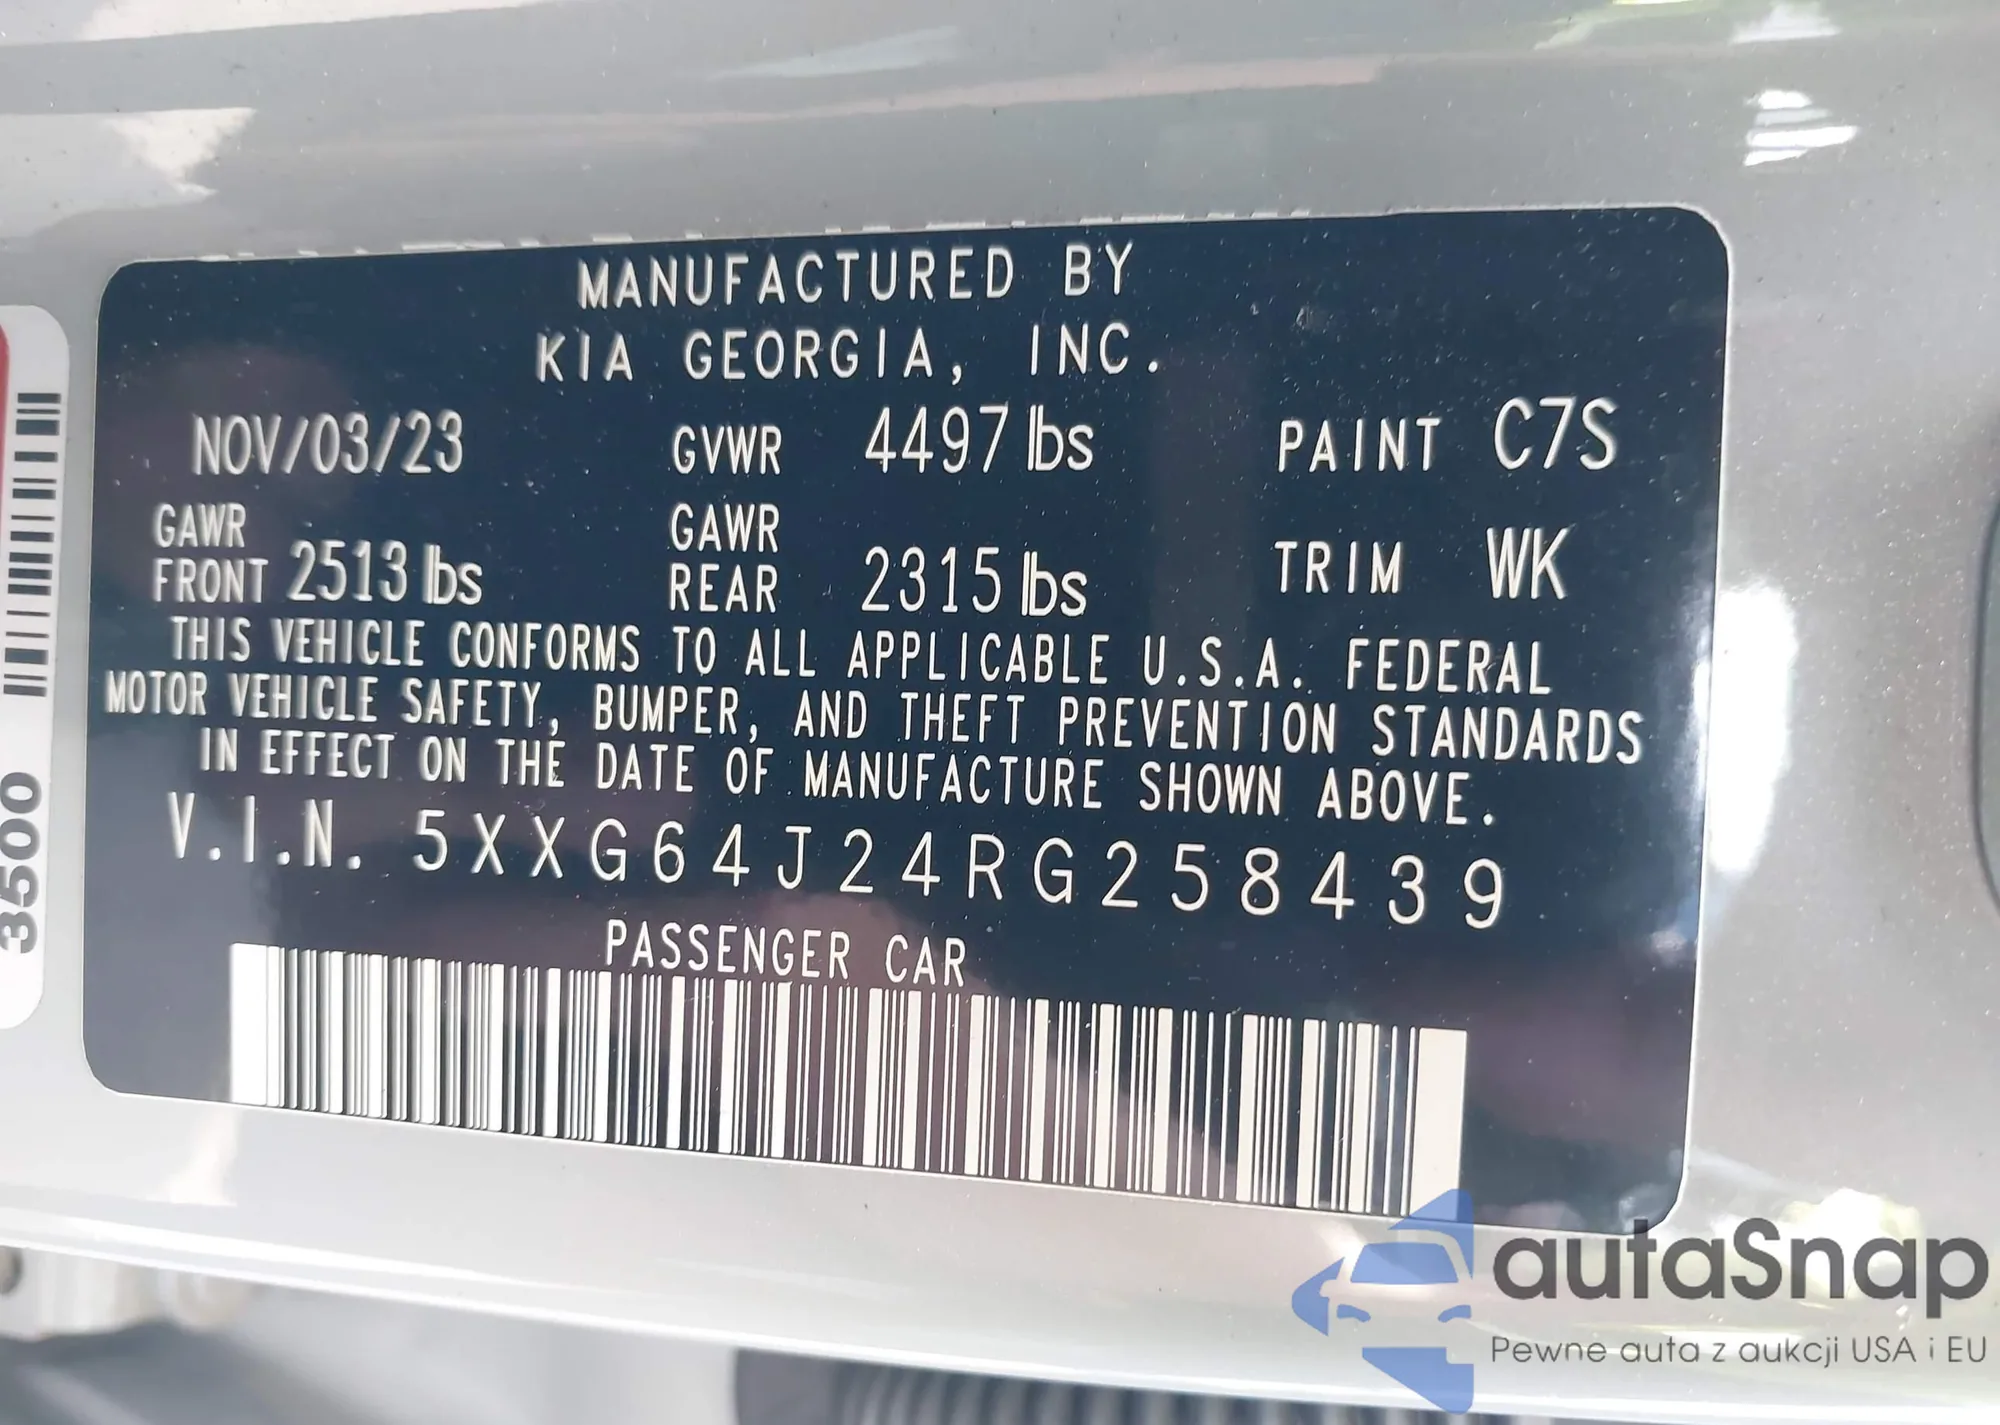 MANUFACTURED BY
KIA GEORGIA, INC.
NOV/03/23 GVWR 4497 lbs PAINT C7S
GAWR FRONT 2513 lbs GAWR REAR 2315 lbs TRIM WK
THIS VEHICLE CONFORMS TO ALL APPLICABLE U.S.A. FEDERAL
MOTOR VEHICLE SAFETY, BUMPER, AND THEFT PREVENTION STANDARDS
IN EFFECT ON THE DATE OF MANUFACTURE SHOWN ABOVE.
V.I.N. 5XXG64J24RG258439
PASSENGER CAR
3500
autaSnap
Pewne auta z aukcji USA i EU